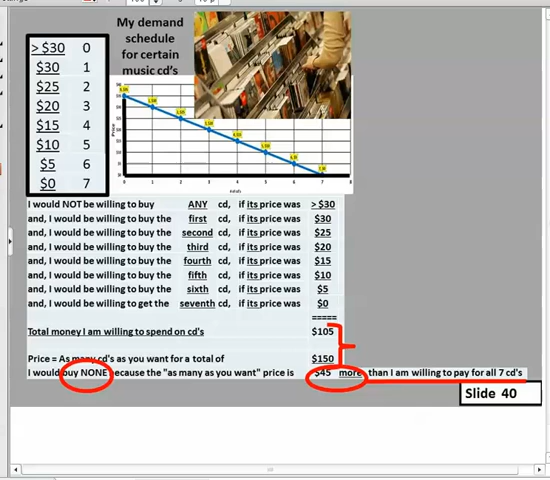 My demand
schedule
for certain
music cd's
> $30 0
$30 1
$25 2
$20 3
$15 4
$10 5
$5 6
$0 7
I would NOT be willing to buy ANY cd, if its price was > $30
and, I would be willing to buy the first cd, if its price was $30
and, I would be willing to buy the second cd, if its price was $25
and, I would be willing to buy the third cd, if its price was $20
and, I would be willing to buy the fourth cd, if its price was $15
and, I would be willing to buy the fifth cd, if its price was $10
and, I would be willing to buy the sixth cd, if its price was $5
and, I would be willing to get the seventh cd, if its price was $0
=====
Total money I am willing to spend on cd's $105
Price = As many cd's as you want for a total of $150
I would buy NONE because the "as many as you want" price is $45 more than I am willing to pay for all 7 cd's
Slide 40